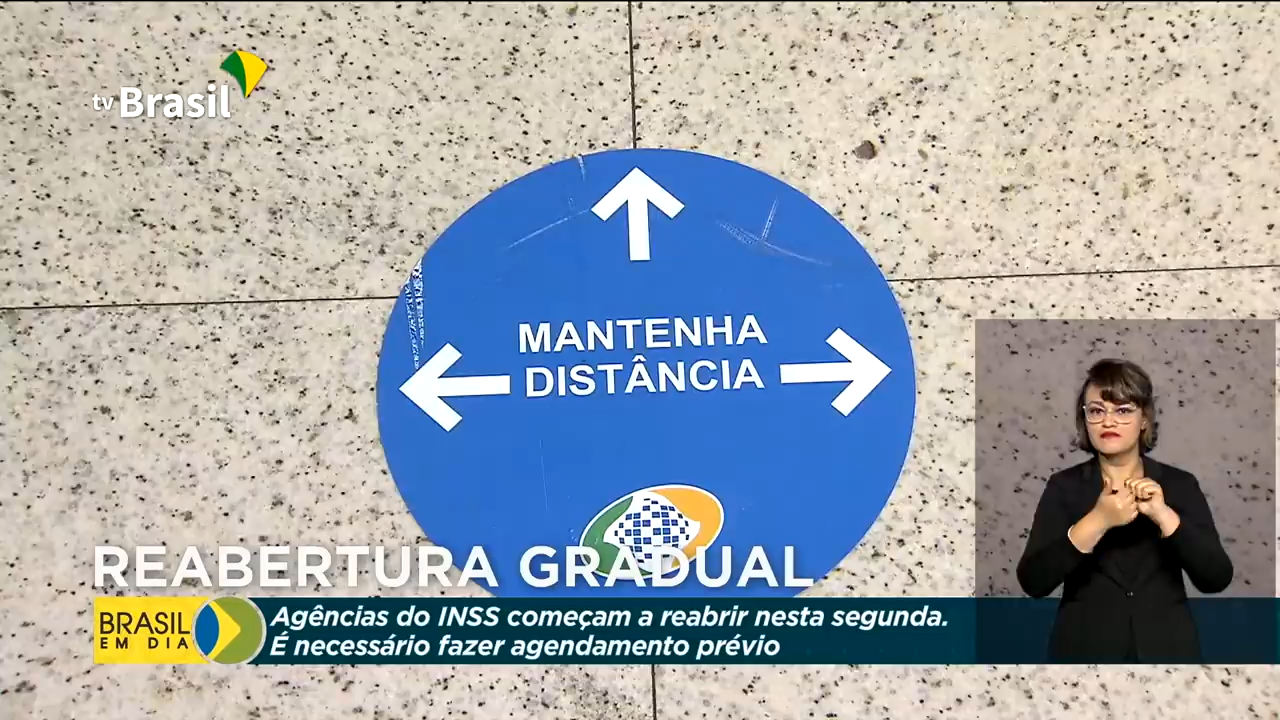 tv Brasil
MANTENHA
DISTÂNCIA
REABERTURA GRADUAL
BRASIL
EM DIA
Agências do INSS começam a reabrir nesta segunda.
É necessário fazer agendamento prévio